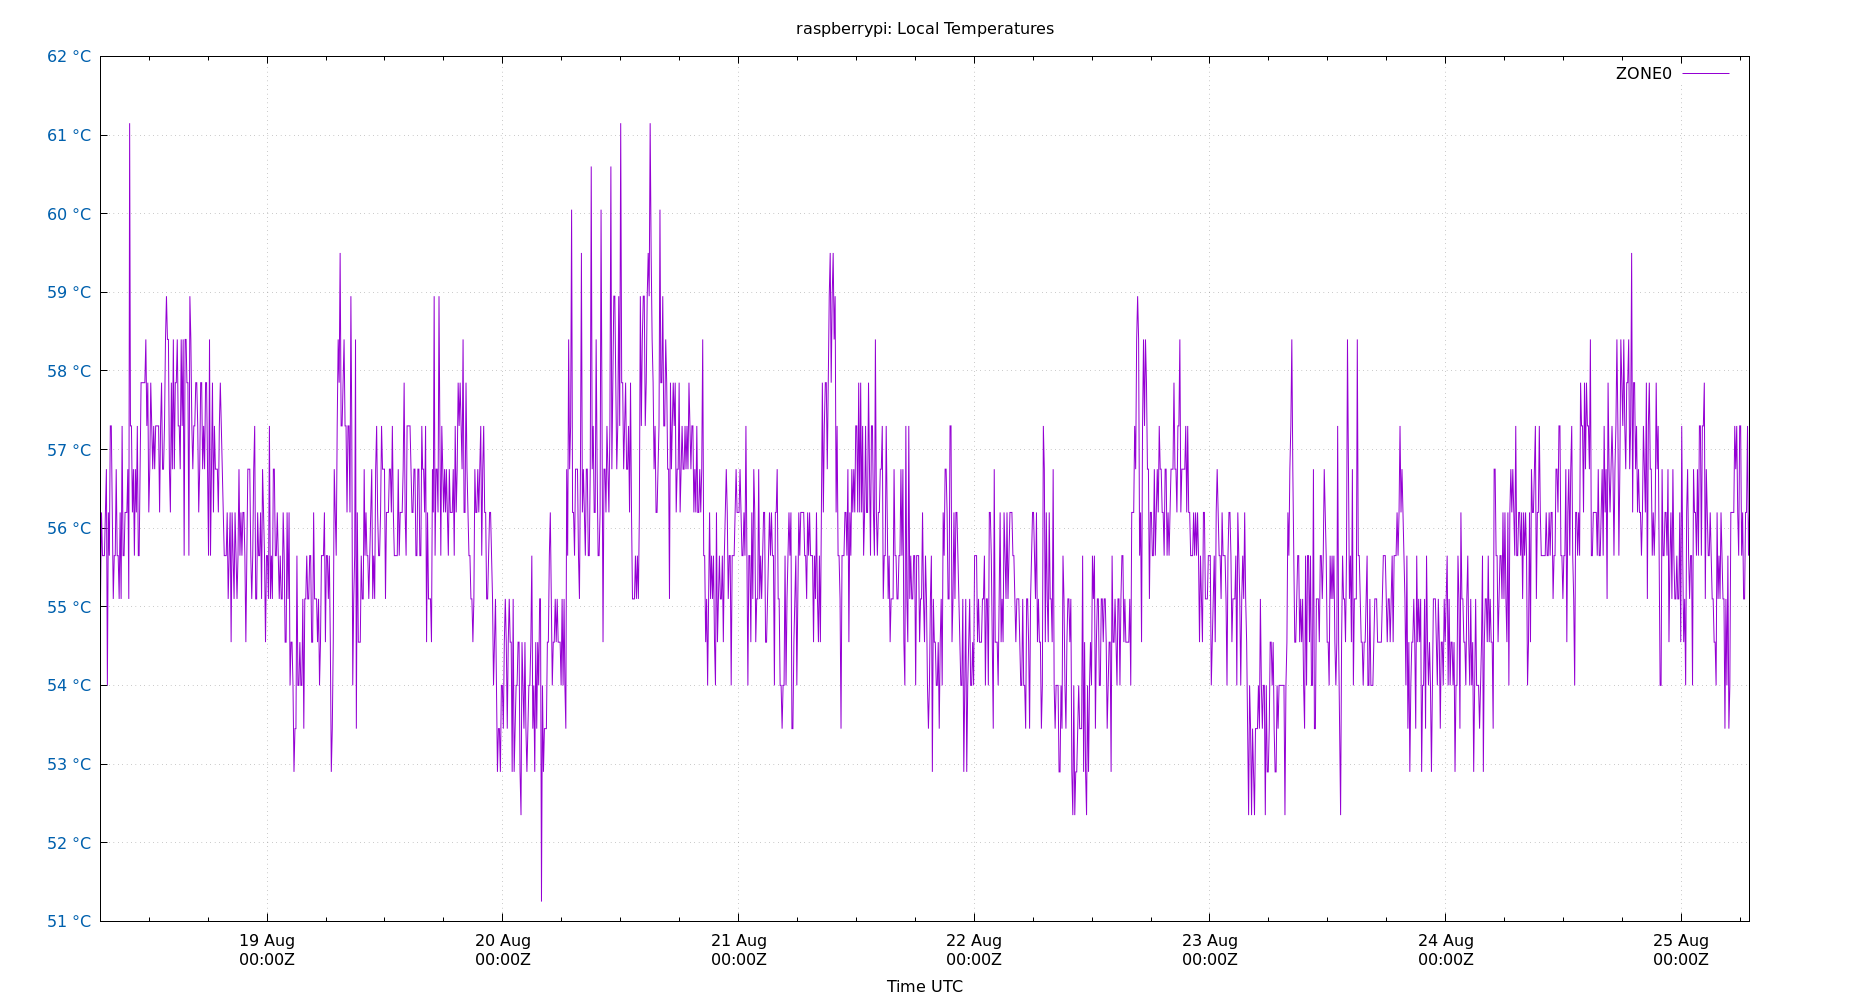 raspberrypi: Local Temperatures
ZONE0
62 °C
61 °C
60 °C
59 °C
58 °C
57 °C
56 °C
55 °C
54 °C
53 °C
52 °C
51 °C
19 Aug
00:00Z
20 Aug
00:00Z
21 Aug
00:00Z
22 Aug
00:00Z
23 Aug
00:00Z
24 Aug
00:00Z
25 Aug
00:00Z
Time UTC